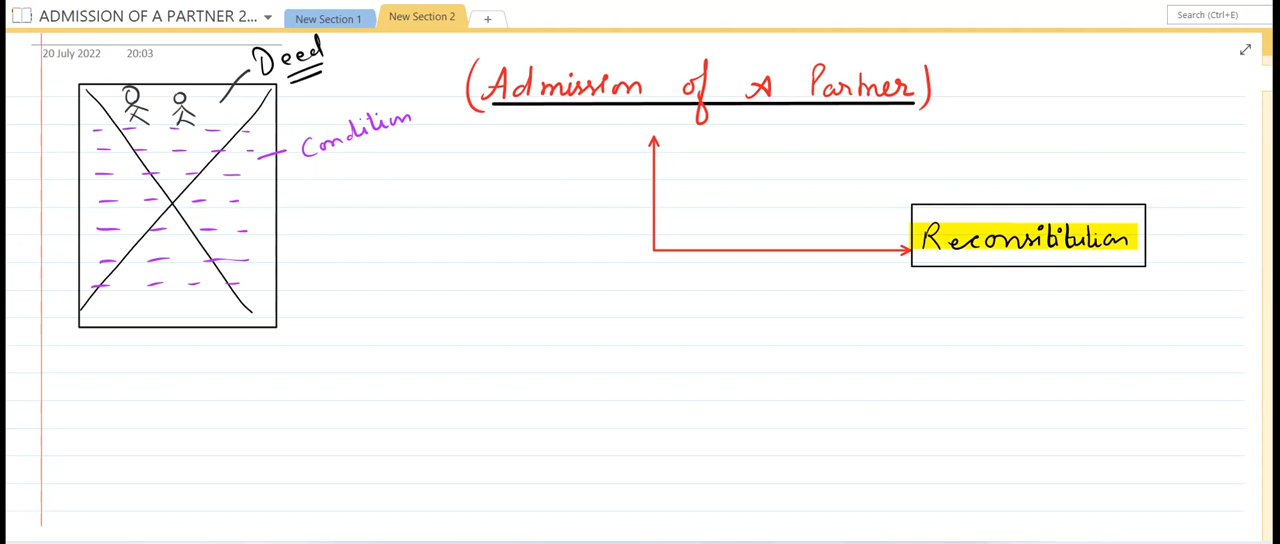 ADMISSION OF A PARTNER 2...
New Section 1
New Section 2
+
Search (Ctrl+E)
20 July 2022 20:03
Deed
(Admission of A Partner)
Condition
Reconsititution